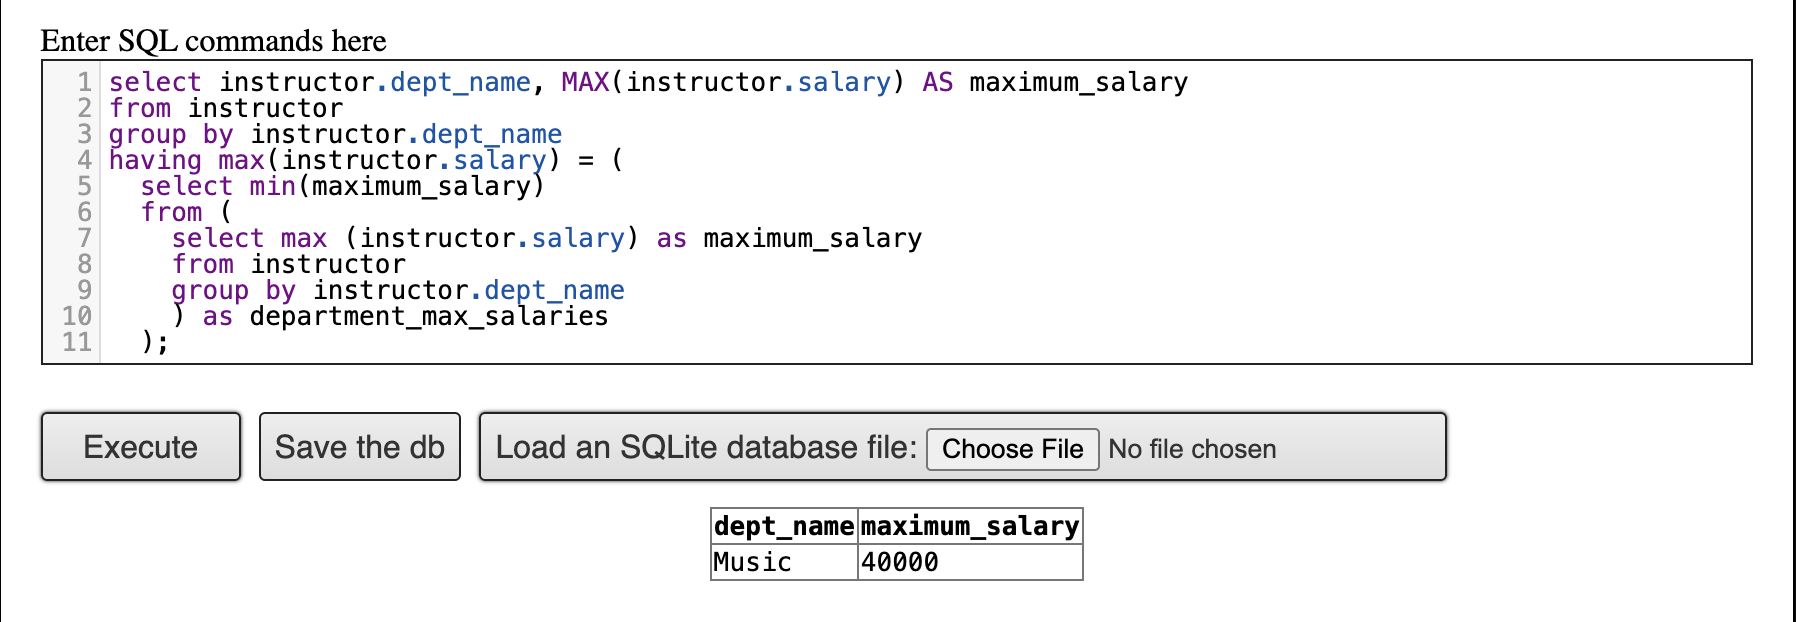 Enter SQL commands here
1 select instructor.dept_name, MAX(instructor.salary) AS maximum_salary
2 from instructor
3 group by instructor.dept_name
4 having max(instructor.salary) = (
5   select min(maximum_salary)
6   from (
7     select max (instructor.salary) as maximum_salary
8     from instructor
9     group by instructor.dept_name
10     ) as department_max_salaries
11   );
Execute Save the db Load an SQLite database file: Choose File No file chosen
dept_name maximum_salary
Music 40000